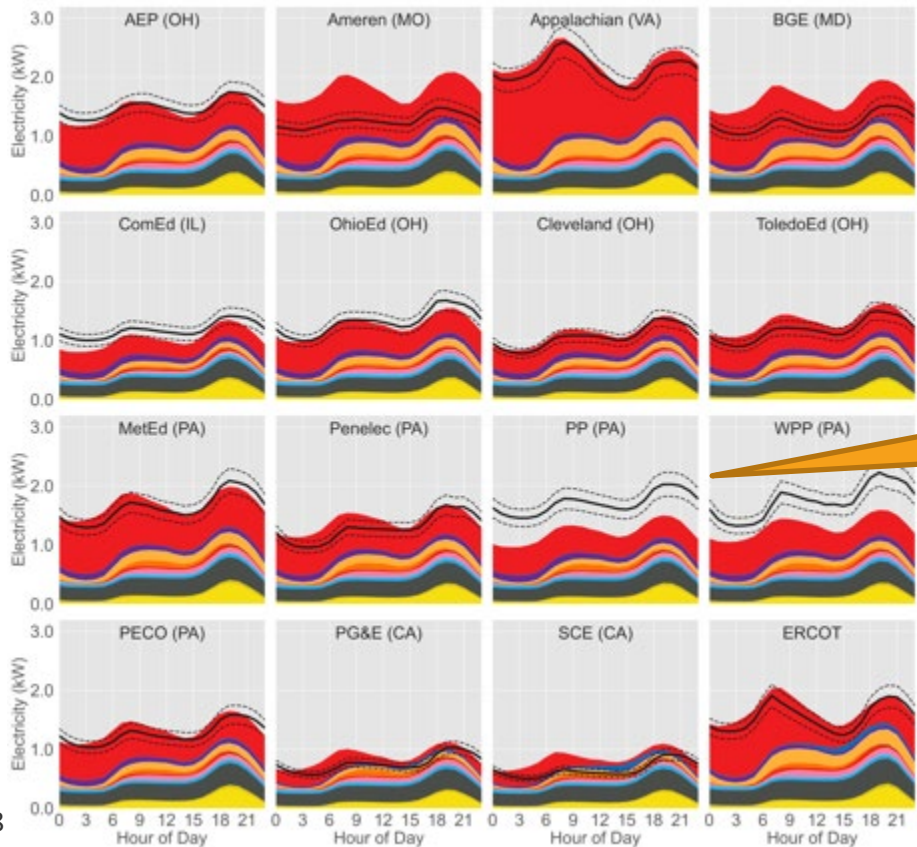 AEP (OH) Ameren (MO) Appalachian (VA) BGE (MD)
Electricity (kW)
3.0
2.0
1.0
0.0
ComEd (IL) OhioEd (OH) Cleveland (OH) ToledoEd (OH)
Electricity (kW)
3.0
2.0
1.0
0.0
MetEd (PA) Penelec (PA) PP (PA) WPP (PA)
Electricity (kW)
3.0
2.0
1.0
0.0
PECO (PA) PG&E (CA) SCE (CA) ERCOT
Electricity (kW)
3.0
2.0
1.0
0.0
0 3 6 9 12 15 18 21 0 3 6 9 12 15 18 21 0 3 6 9 12 15 18 21 0 3 6 9 12 15 18 21
Hour of Day Hour of Day Hour of Day Hour of Day